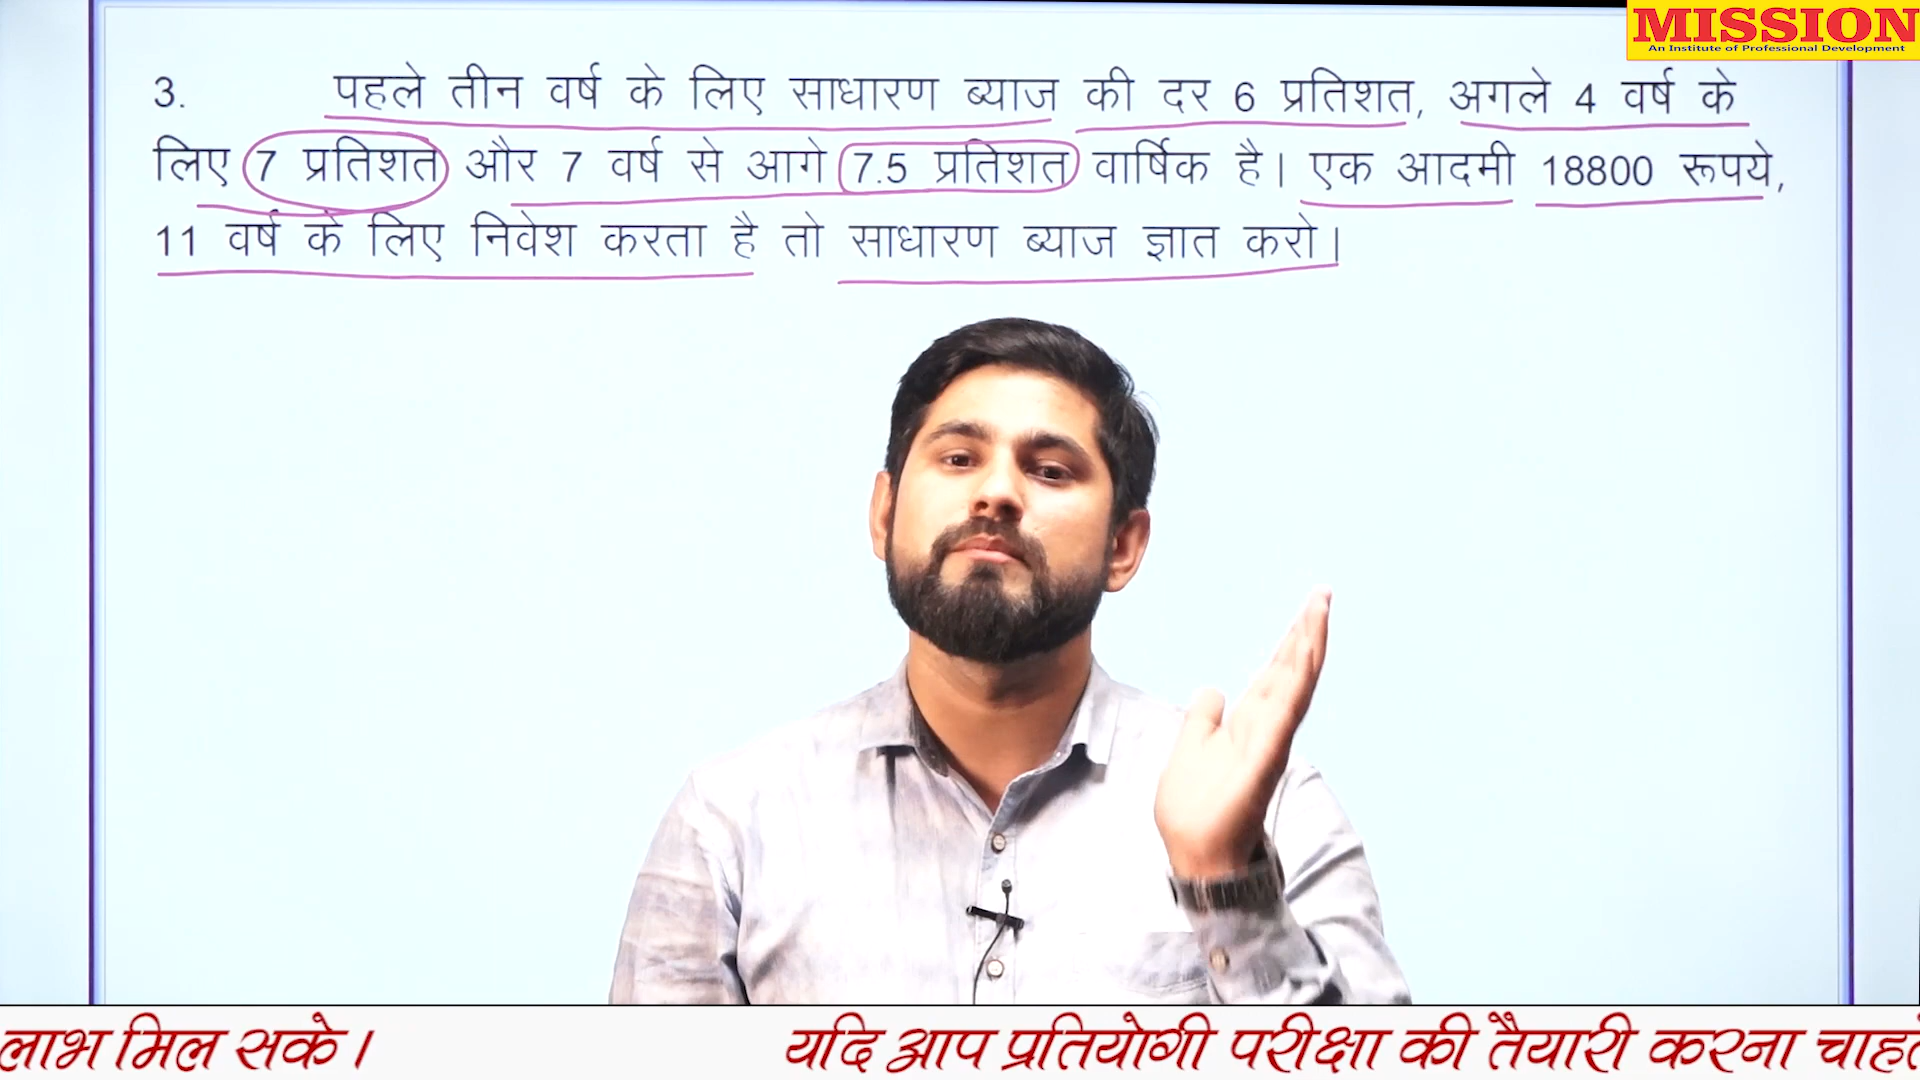 MISSION
An Institute of Professional Development
3. पहले तीन वर्ष के लिए साधारण ब्याज की दर 6 प्रतिशत, अगले 4 वर्ष के
लिए 7 प्रतिशत और 7 वर्ष से आगे 7.5 प्रतिशत वार्षिक है। एक आदमी 18800 रूपये,
11 वर्ष के लिए निवेश करता है तो साधारण ब्याज ज्ञात करो।
लाभ मिल सके। यदि आप प्रतियोगी परीक्षा की तैयारी करना